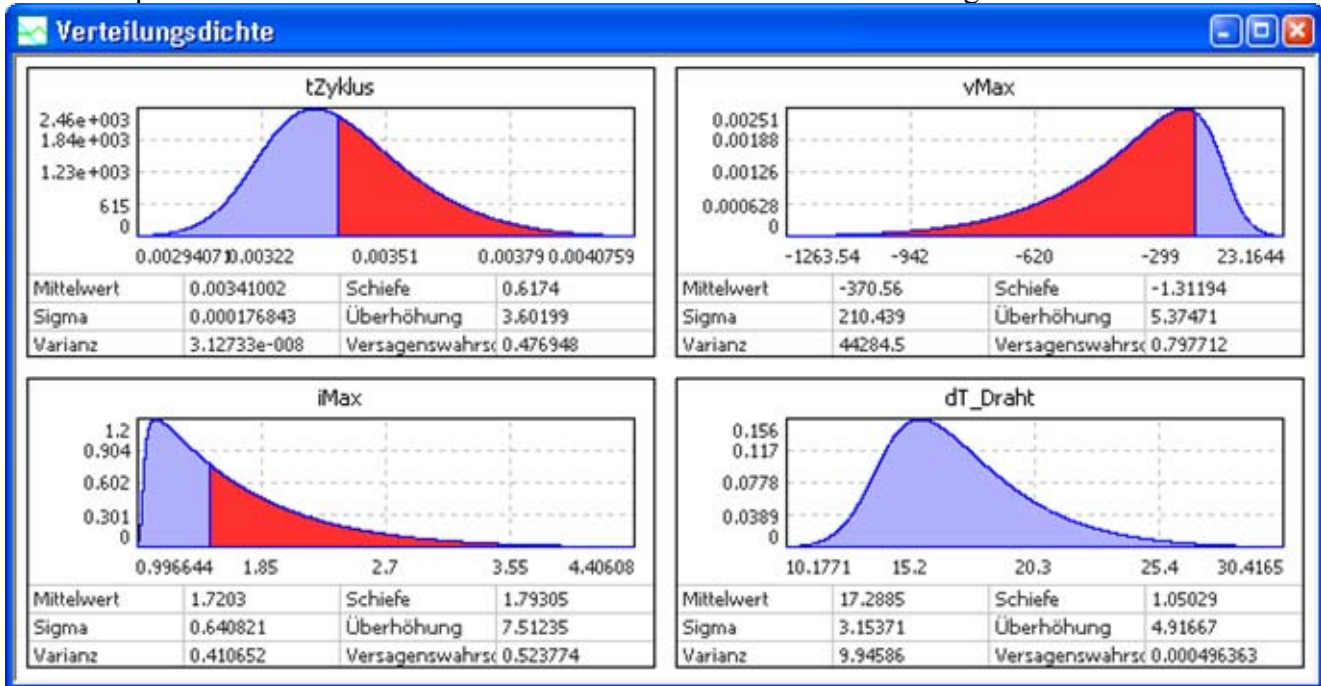 Verteilungsdichte
tZyklus
2.46e+003
1.84e+003
1.23e+003
615
0
0.00322 0.00351 0.00379 0.0040759
Mittelwert 0.00341002 Schiefe 0.6174
Sigma 0.000176843 Überhöhung 3.60199
Varianz 3.12733e-008 Versagenswahrsc 0.476948
vMax
0.00251
0.00188
0.00126
0.000628
0
-1263.54 -942 -620 -299 23.1644
Mittelwert -370.56 Schiefe -1.31194
Sigma 210.439 Überhöhung 5.37471
Varianz 44284.5 Versagenswahrsc 0.797712
iMax
1.2
0.904
0.602
0.301
0
0.996644 1.85 2.7 3.55 4.40608
Mittelwert 1.7203 Schiefe 1.79305
Sigma 0.640821 Überhöhung 7.51235
Varianz 0.410652 Versagenswahrsc 0.523774
dT_Draht
0.156
0.117
0.0778
0.0389
0
10.1771 15.2 20.3 25.4 30.4165
Mittelwert 17.2885 Schiefe 1.05029
Sigma 3.15371 Überhöhung 4.91667
Varianz 9.94586 Versagenswahrsc 0.000496363